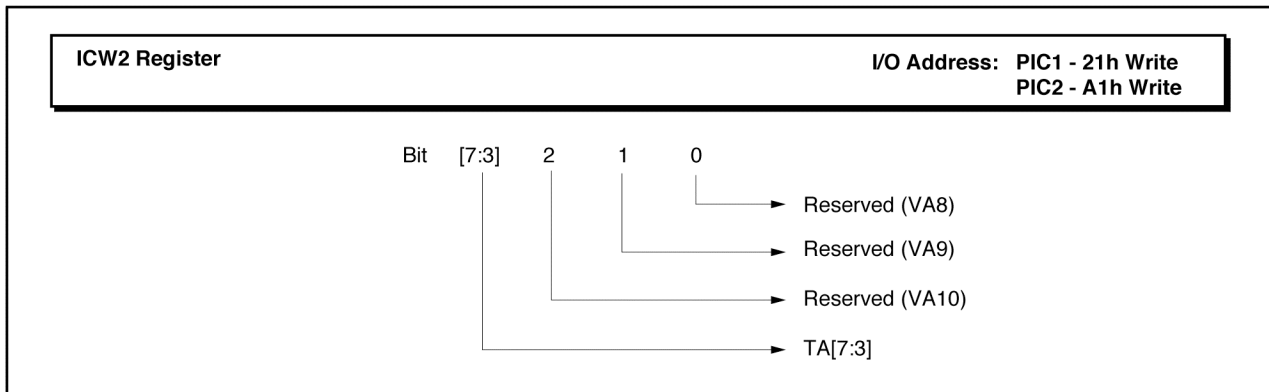 ICW2 Register
I/O Address: PIC1 - 21h Write
PIC2 - A1h Write
Bit [7:3] 2 1 0
Reserved (VA8)
Reserved (VA9)
Reserved (VA10)
TA[7:3]